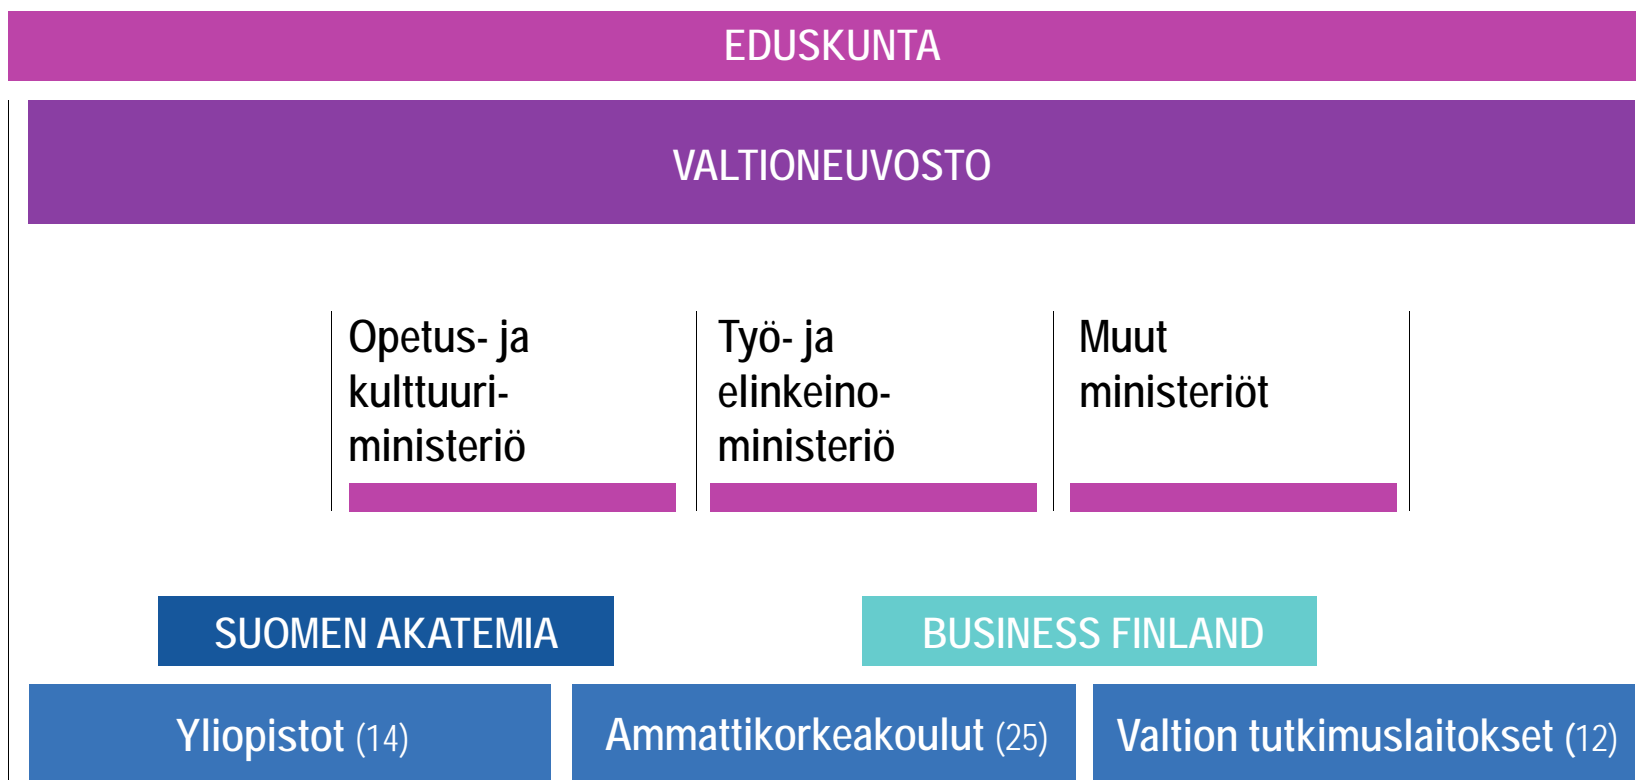 EDUSKUNTA
VALTIONEUVOSTO
Opetus- ja
kulttuuri-
ministeriö
Työ- ja
elinkeino-
ministeriö
Muut
ministeriöt
SUOMEN AKATEMIA
BUSINESS FINLAND
Yliopistot (14)
Ammattikorkeakoulut (25)
Valtion tutkimuslaitokset (12)